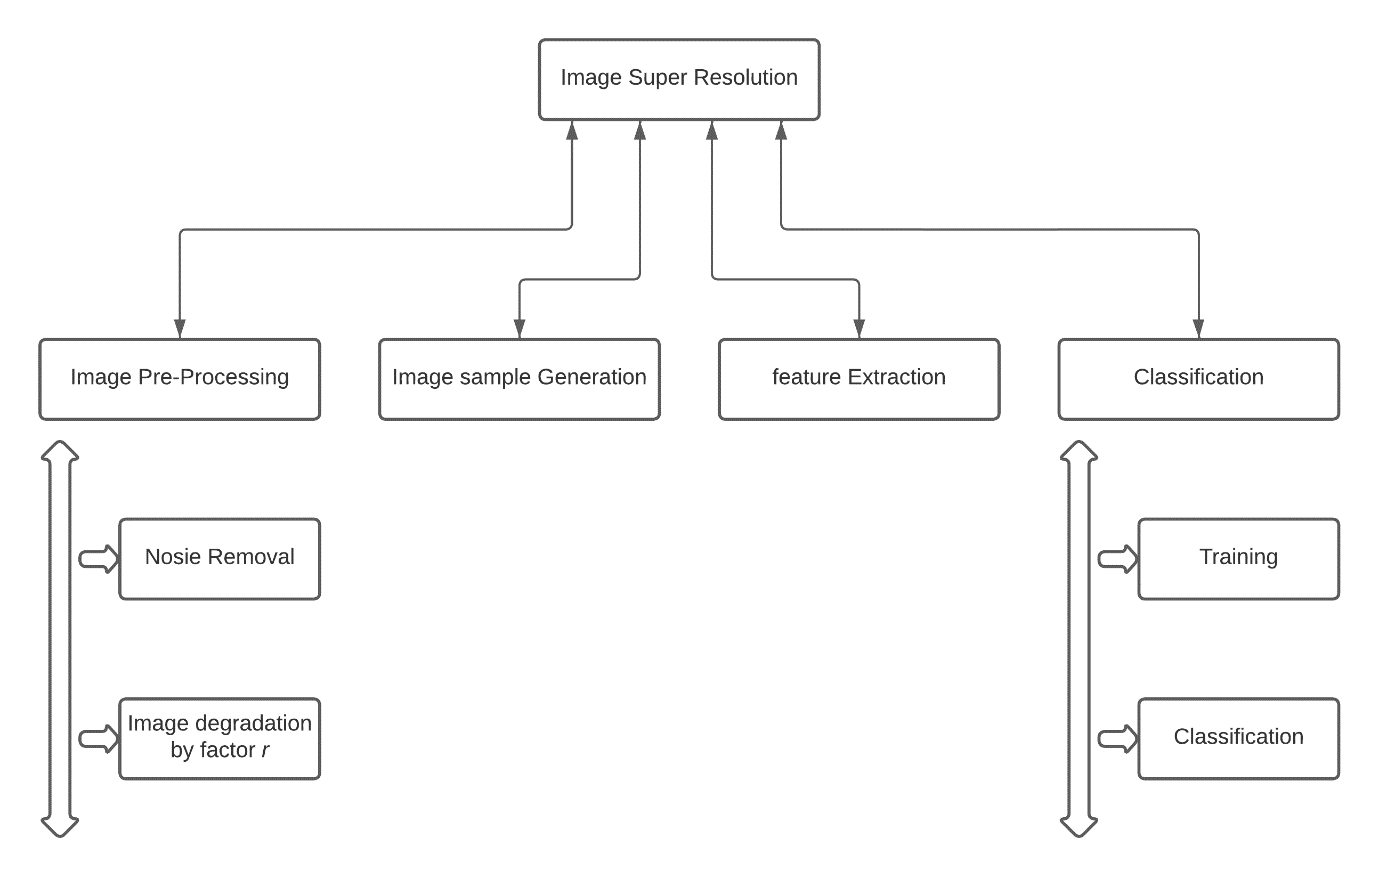 Image Super Resolution
Image Pre-Processing
Image sample Generation
feature Extraction
Classification
Nosie Removal
Training
Image degradation
by factor r
Classification